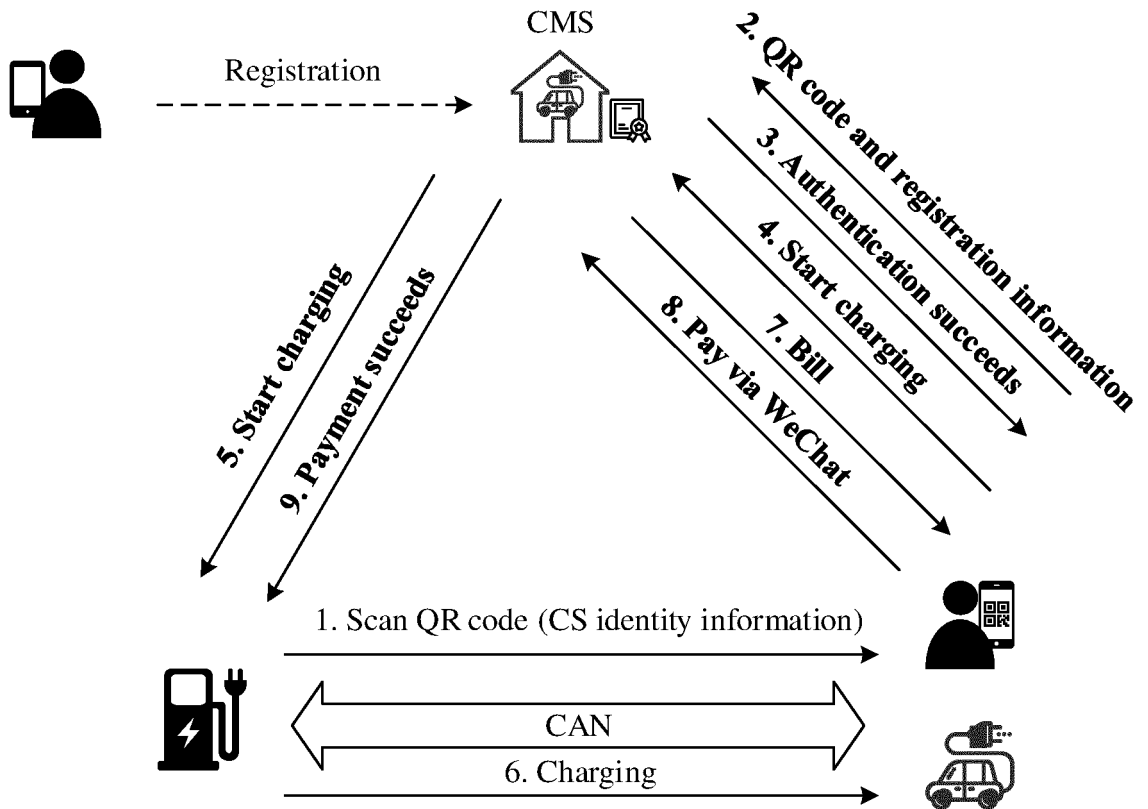 CMS
Registration
2. QR code and registration information
3. Authentication succeeds
4. Start charging
7. Bill
8. Pay via WeChat
5. Start charging
9. Payment succeeds
1. Scan QR code (CS identity information)
CAN
6. Charging